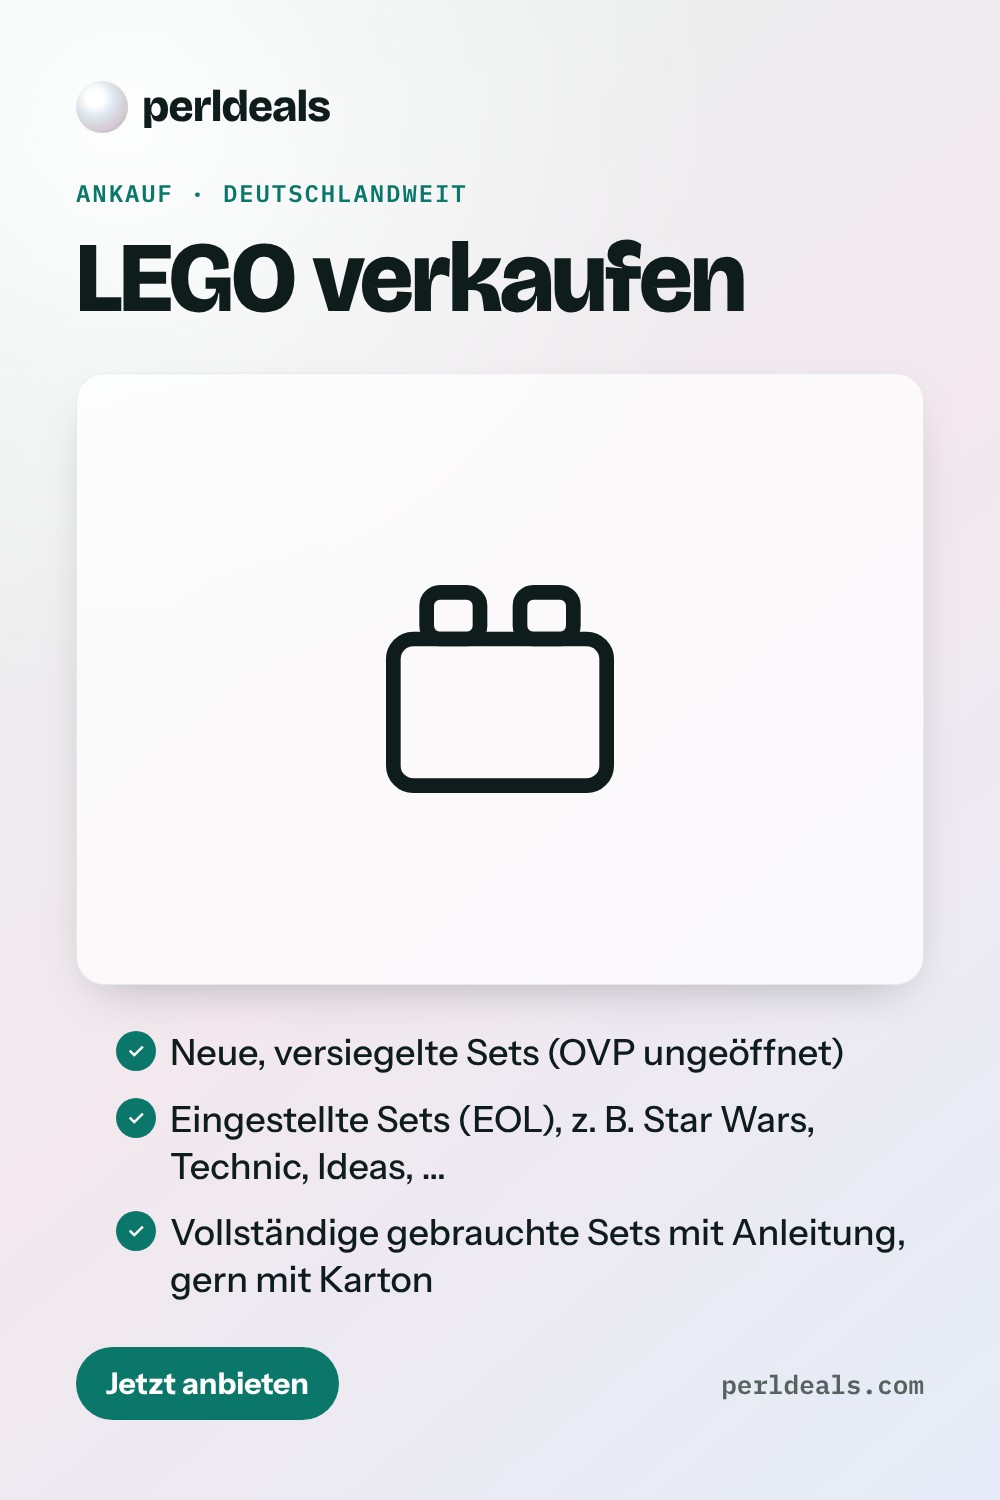 perldeals
ANKAUF · DEUTSCHLANDWEIT
LEGO verkaufen
Neue, versiegelte Sets (OVP ungeöffnet)
Eingestellte Sets (EOL), z. B. Star Wars,
Technic, Ideas, ...
Vollständige gebrauchte Sets mit Anleitung,
gern mit Karton
Jetzt anbieten
perldeals.com